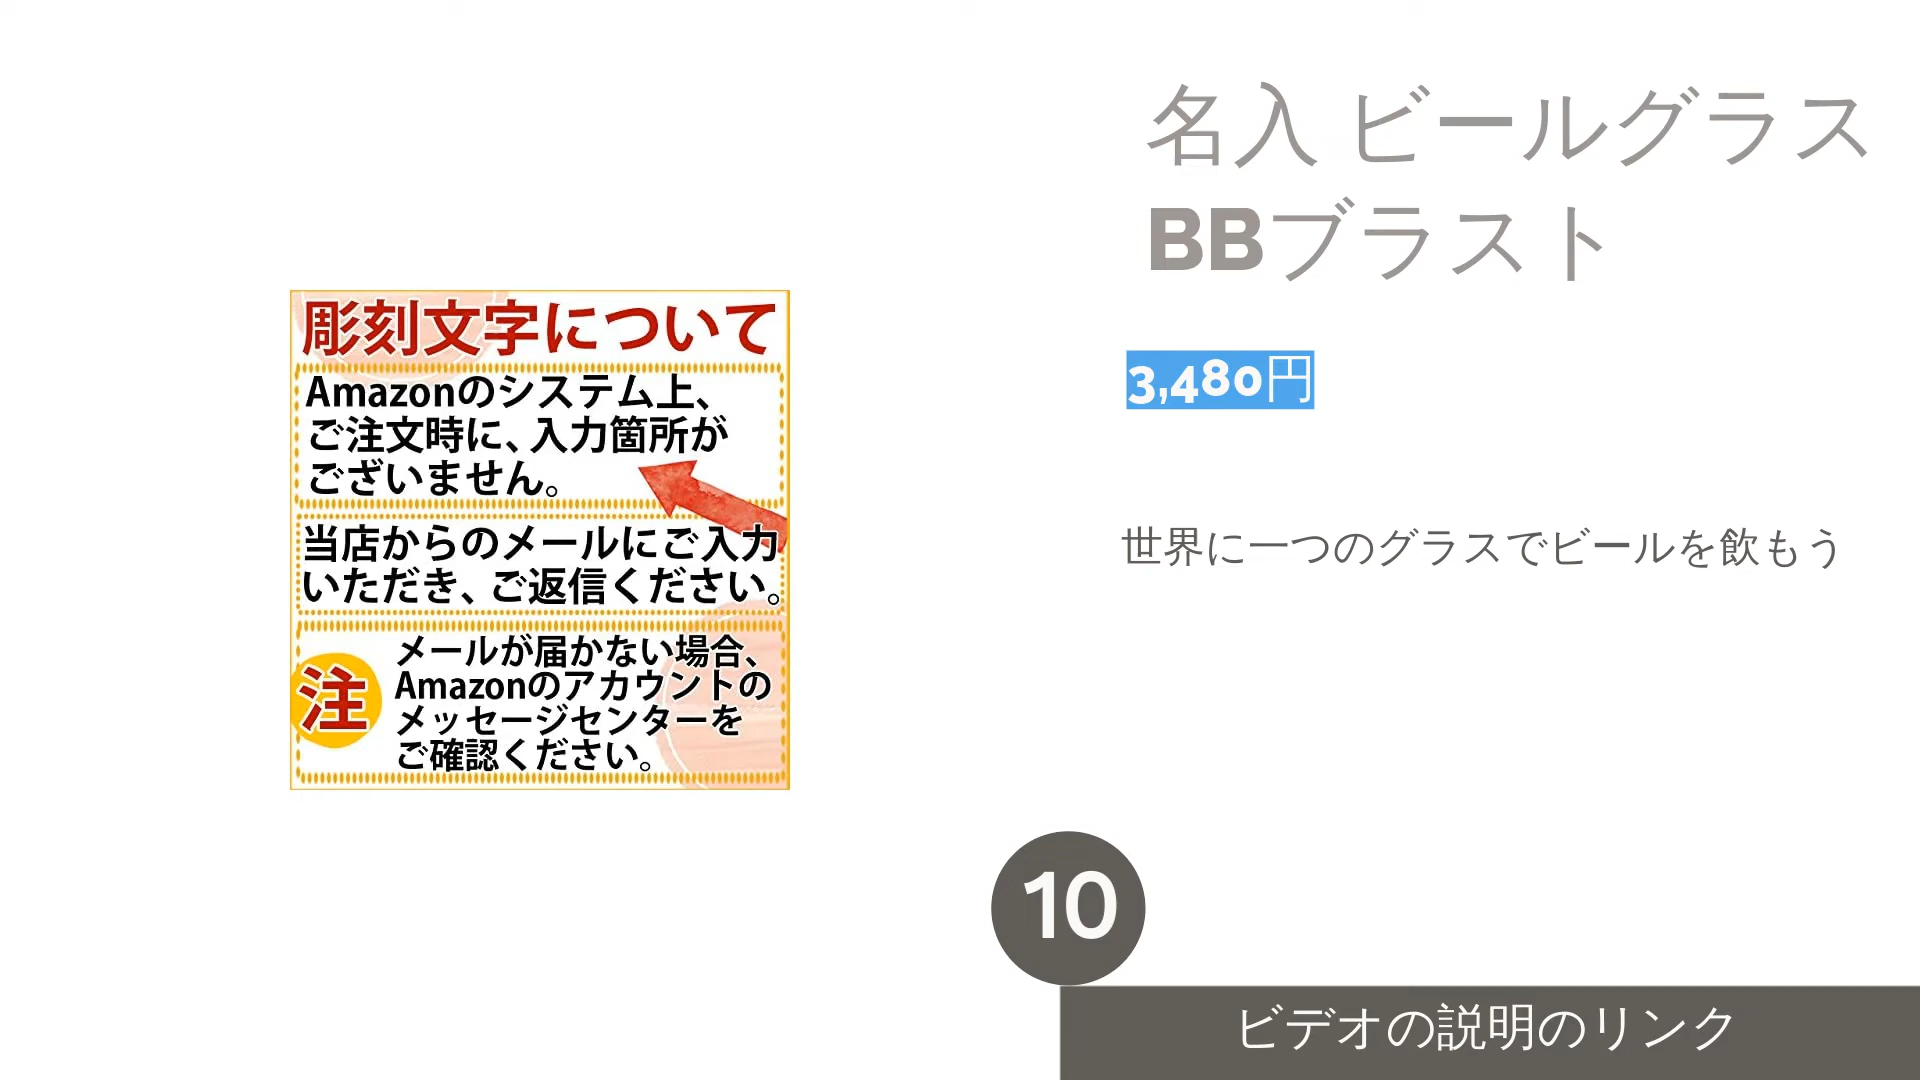 名入 ビールグラス
BBブラスト
3,480円
世界に一つのグラスでビールを飲もう
彫刻文字について
Amazonのシステム上、
ご注文時に、入力箇所が
ございません。
当店からのメールにご入力
いただき、ご返信ください。
注
メールが届かない場合、
Amazonのアカウントの
メッセージセンターを
ご確認ください。
10
ビデオの説明のリンク